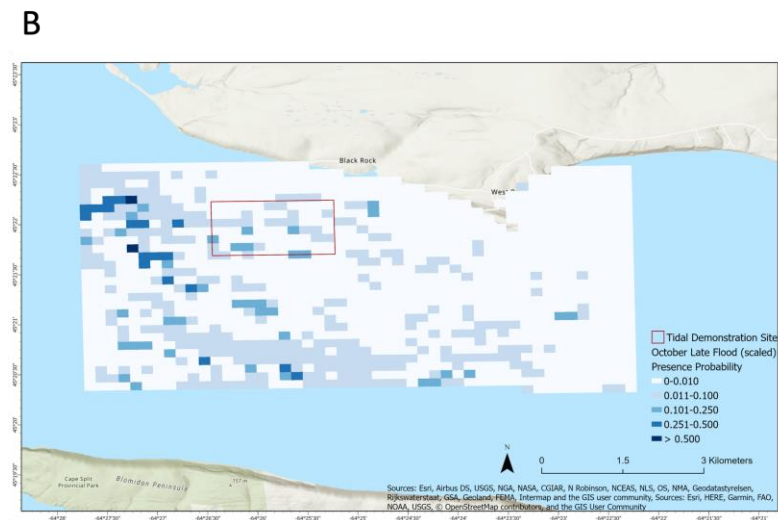 B
Black Rock
West
Tidal Demonstration Site
October Late Flood (scaled)
Presence Probability
0-0.010
0.011-0.100
0.101-0.250
0.251-0.500
> 0.500
N
0 1.5 3 Kilometers
Cape Split
Provincial Park
Blomidon Peninsula
Sources: Esri, Airbus DS, USGS, NGA, NASA, CGIAR, N Robinson, NCEAS, NLS, OS, NMA, Geodatastyrelsen,
Rijkswaterstaat, GSA, Geoland, FEMA, Intermap and the GIS user community, Sources: Esri, HERE, Garmin, FAO,
NOAA, USGS, © OpenStreetMap contributors, and the GIS User Community